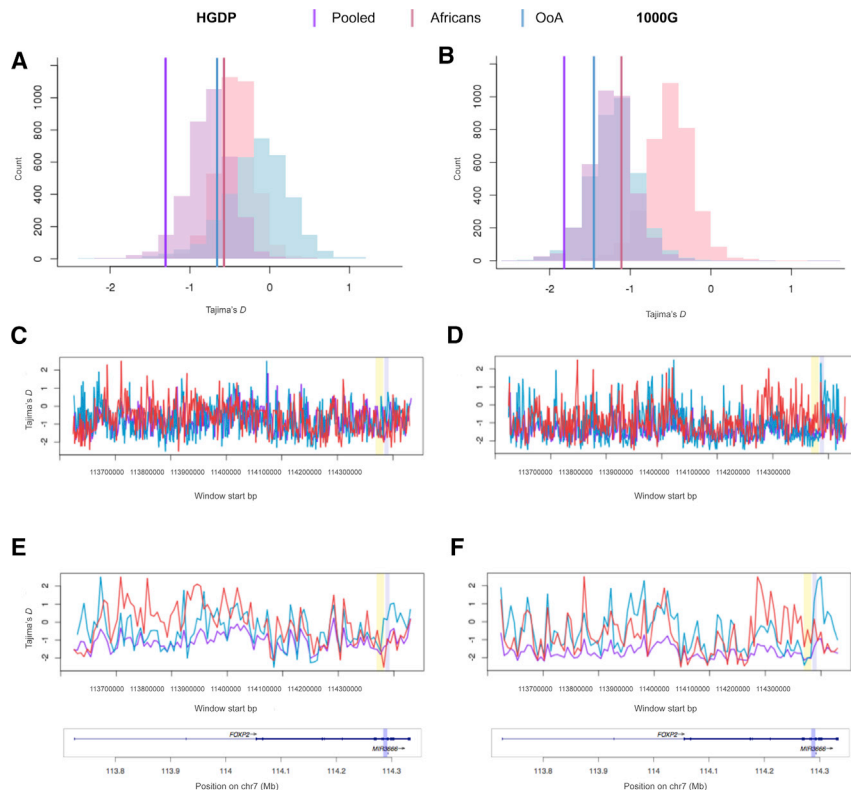 HGDP Pooled Africans OoA 1000G
A
B
1000
800
600
400
200
0
Count
-2 -1 0 1
Tajima's D
1000
800
600
400
200
0
Count
-2 -1 0 1
Tajima's D
C
D
2
1
0
-1
-2
Tajima's D
113700000 113800000 113900000 114000000 114100000 114200000 114300000
Window start bp
2
1
0
-1
-2
113700000 113800000 113900000 114000000 114100000 114200000 114300000
Window start bp
E
F
2
1
0
-1
-2
Tajima's D
113700000 113800000 113900000 114000000 114100000 114200000 114300000
Window start bp
2
1
0
-1
-2
113700000 113800000 113900000 114000000 114100000 114200000 114300000
Window start bp
FOXP2
MIR3666
113.8 113.9 114 114.1 114.2 114.3
Position on chr7 (Mb)
FOXP2
MIR3666
113.8 113.9 114 114.1 114.2 114.3
Position on chr7 (Mb)